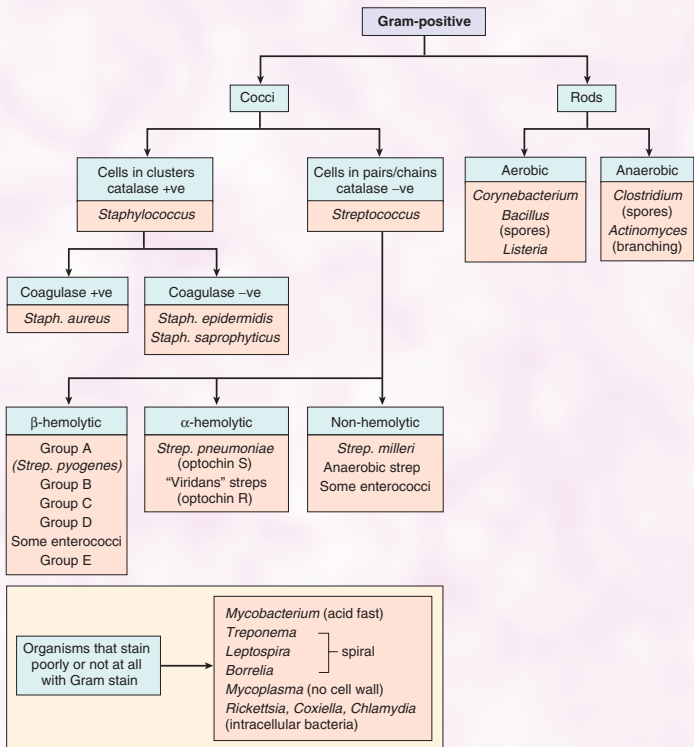 Gram-positive
Cocci
Rods
Cells in clusters
catalase +ve
Staphylococcus
Cells in pairs/chains
catalase –ve
Streptococcus
Aerobic
Corynebacterium
Bacillus
(spores)
Listeria
Anaerobic
Clostridium
(spores)
Actinomyces
(branching)
Coagulase +ve
Staph. aureus
Coagulase –ve
Staph. epidermidis
Staph. saprophyticus
β-hemolytic
Group A
(Strep. pyogenes)
Group B
Group C
Group D
Some enterococci
Group E
α-hemolytic
Strep. pneumoniae
(optochin S)
“Viridans” streps
(optochin R)
Non-hemolytic
Strep. milleri
Anaerobic strep
Some enterococci
Organisms that stain
poorly or not at all
with Gram stain
Mycobacterium (acid fast)
Treponema
Leptospira
spiral
Borrelia
Mycoplasma (no cell wall)
Rickettsia, Coxiella, Chlamydia
(intracellular bacteria)